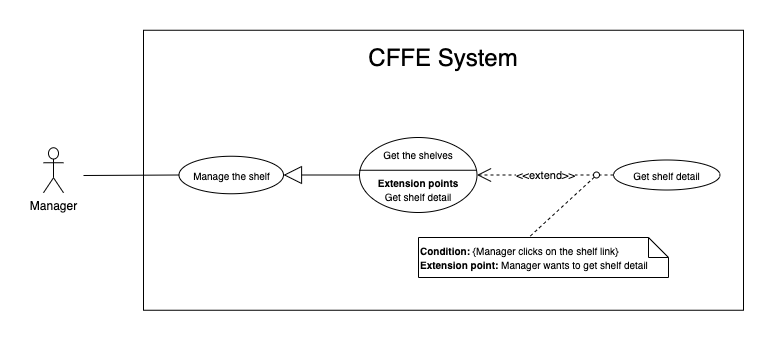 CFFE System
Manager
Manage the shelf
Get the shelves
Extension points
Get shelf detail
<<extend>>
Get shelf detail
Condition: {Manager clicks on the shelf link}
Extension point: Manager wants to get shelf detail